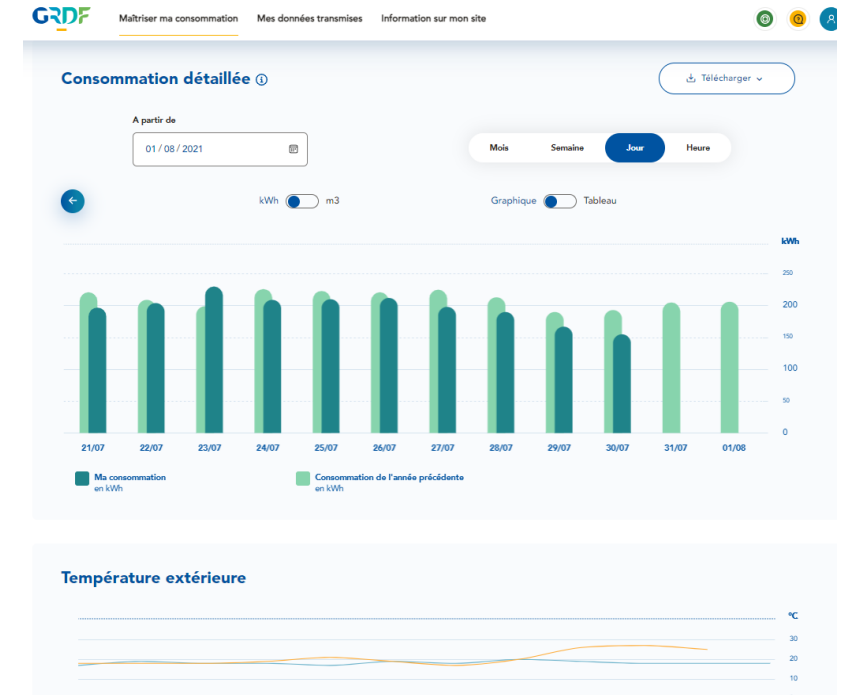 GRDF
Maîtriser ma consommation Mes données transmises Information sur mon site
Consommation détaillée
Télécharger
A partir de
01 / 08 / 2021
Mois Semaine Jour Heure
kWh m3 Graphique Tableau
kWh
250
200
150
100
50
0
21/07 22/07 23/07 24/07 25/07 26/07 27/07 28/07 29/07 30/07 31/07 01/08
Ma consommation
en kWh
Consommation de l'année précédente
en kWh
Température extérieure
°C
30
20
10